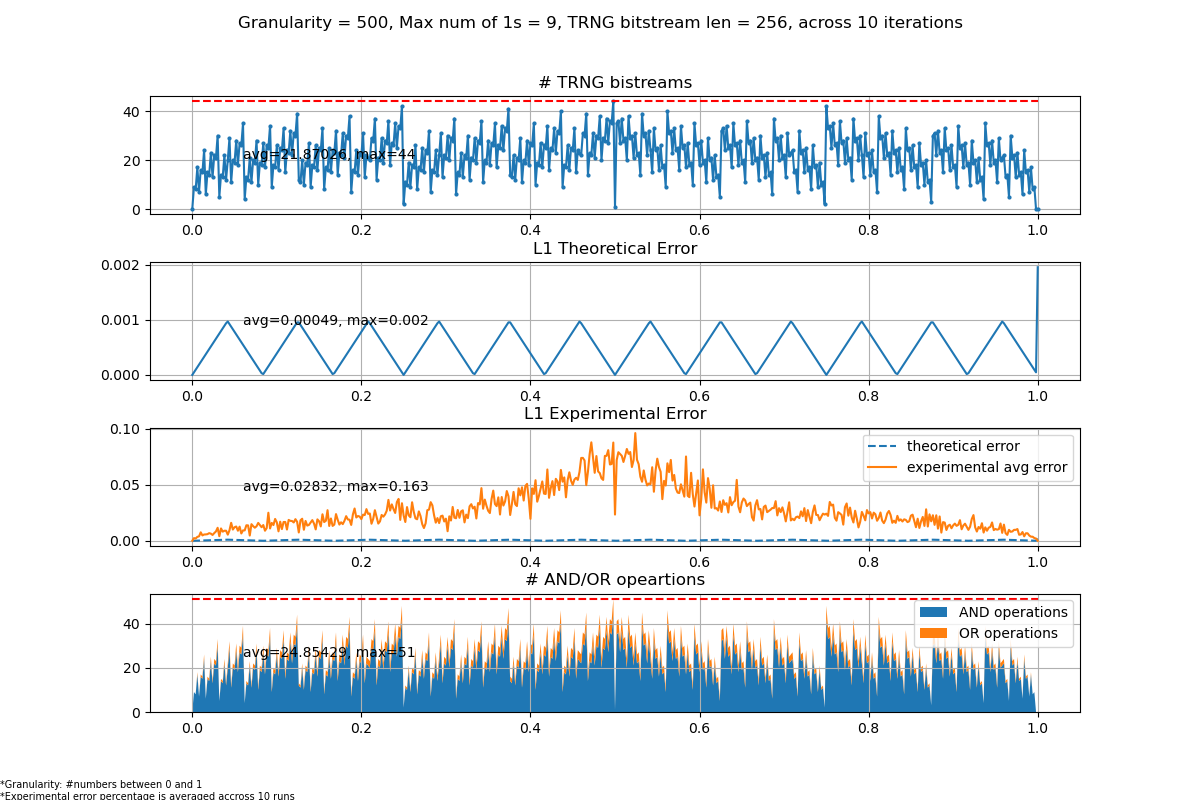 Granularity = 500, Max num of 1s = 9, TRNG bitstream len = 256, across 10 iterations
# TRNG bistreams
40
20
0
avg=21.87026, max=44
0.0 0.2 0.4 0.6 0.8 1.0
L1 Theoretical Error
0.002
0.001
0.000
avg=0.00049, max=0.002
0.0 0.2 0.4 0.6 0.8 1.0
L1 Experimental Error
0.10
0.05
0.00
avg=0.02832, max=0.163
theoretical error
experimental avg error
0.0 0.2 0.4 0.6 0.8 1.0
# AND/OR opeartions
40
20
0
avg=24.85429, max=51
AND operations
OR operations
0.0 0.2 0.4 0.6 0.8 1.0
*Granularity: #numbers between 0 and 1
*Experimental error percentage is averaged accross 10 runs